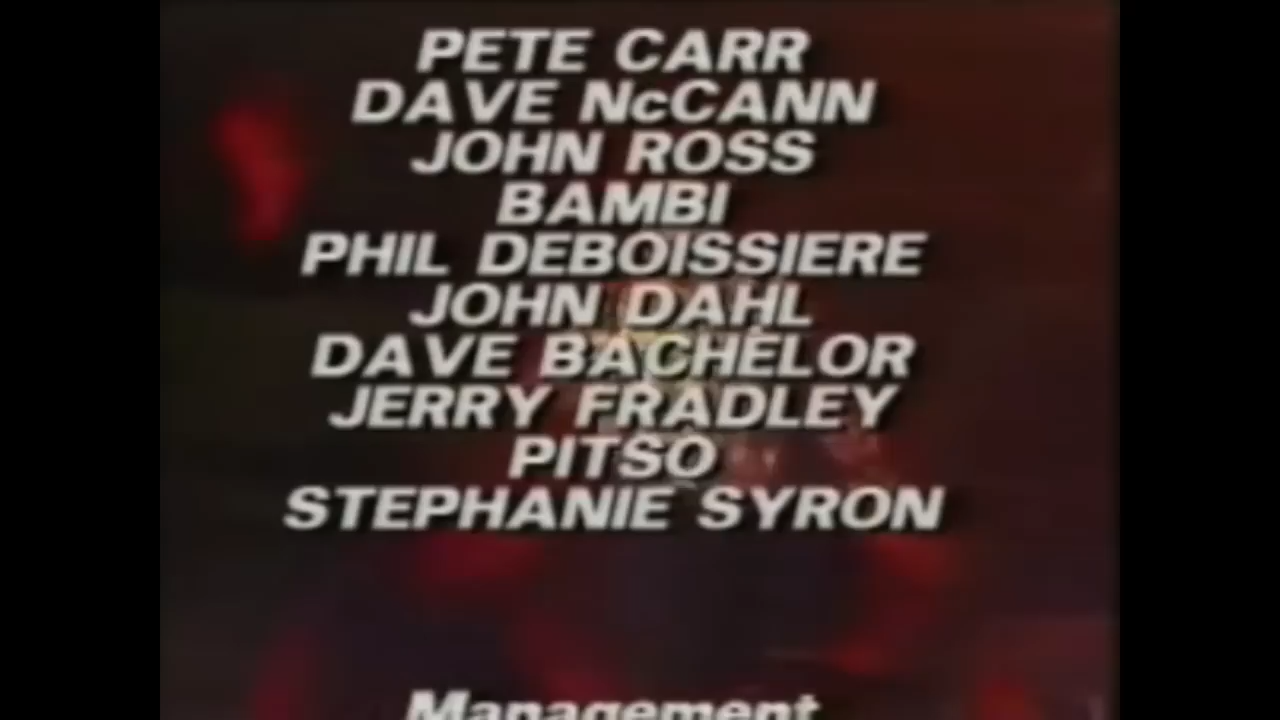 PETE CARR
DAVE NcCANN
JOHN ROSS
BAMBI
PHIL DEBOISSIERE
JOHN DAHL
DAVE BACHELOR
JERRY FRADLEY
PITSO
STEPHANIE SYRON
Management